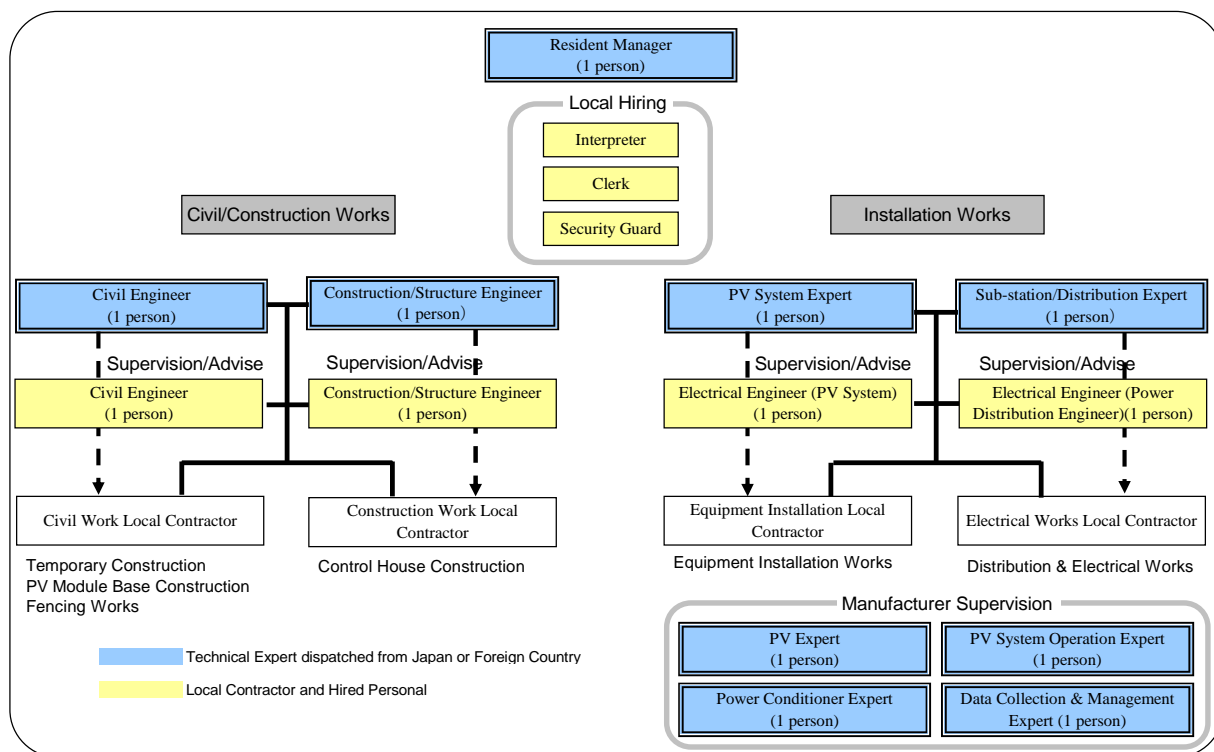 Resident Manager
(1 person)
Local Hiring
Interpreter
Clerk
Security Guard
Civil/Construction Works
Installation Works
Civil Engineer
(1 person)
Construction/Structure Engineer
(1 person)
PV System Expert
(1 person)
Sub-station/Distribution Expert
(1 person)
Supervision/Advise
Supervision/Advise
Supervision/Advise
Supervision/Advise
Civil Engineer
(1 person)
Construction/Structure Engineer
(1 person)
Electrical Engineer (PV System)
(1 person)
Electrical Engineer (Power
Distribution Engineer)(1 person)
Civil Work Local Contractor
Construction Work Local
Contractor
Equipment Installation Local
Contractor
Electrical Works Local Contractor
Temporary Construction
PV Module Base Construction
Fencing Works
Control House Construction
Equipment Installation Works
Distribution & Electrical Works
Manufacturer Supervision
PV Expert
(1 person)
PV System Operation Expert
(1 person)
Power Conditioner Expert
(1 person)
Data Collection & Management
Expert (1 person)
Technical Expert dispatched from Japan or Foreign Country
Local Contractor and Hired Personal